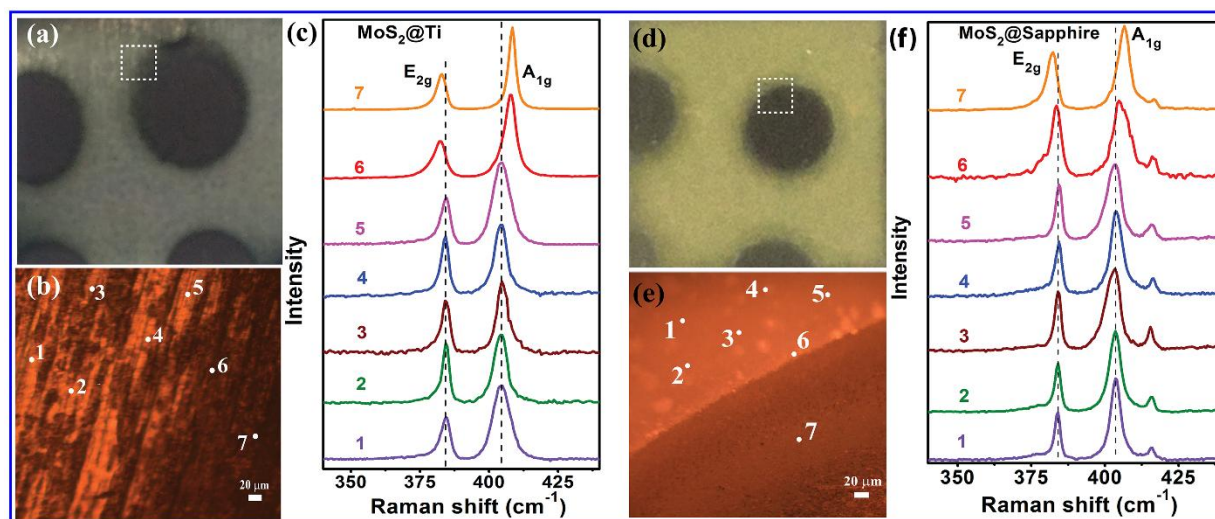 (a)
(b)
3
5
4
1
2
6
7
20 μm
(c)
MoS2@Ti
E2g
A1g
7
6
5
4
3
2
1
Intensity
350 375 400 425
Raman shift (cm-1)
(d)
(e)
4
5
1
3
6
2
7
20 μm
(f)
MoS2@Sapphire
E2g
A1g
7
6
5
4
3
2
1
Intensity
350 375 400 425
Raman shift (cm-1)